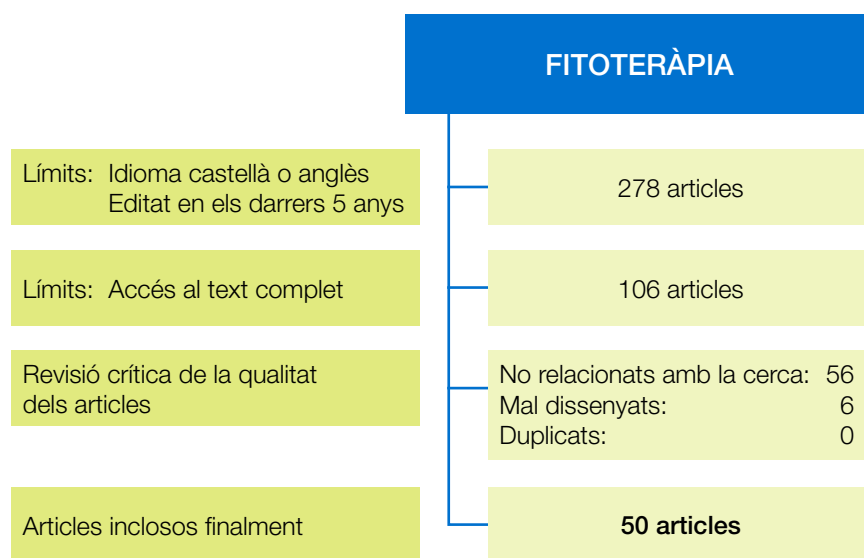 FITOTERÀPIA
Límits: Idioma castellà o anglès
Editat en els darrers 5 anys
278 articles
Límits: Accés al text complet
106 articles
Revisió crítica de la qualitat
dels articles
No relacionats amb la cerca: 56
Mal dissenyats: 6
Duplicats: 0
Articles inclosos finalment
50 articles